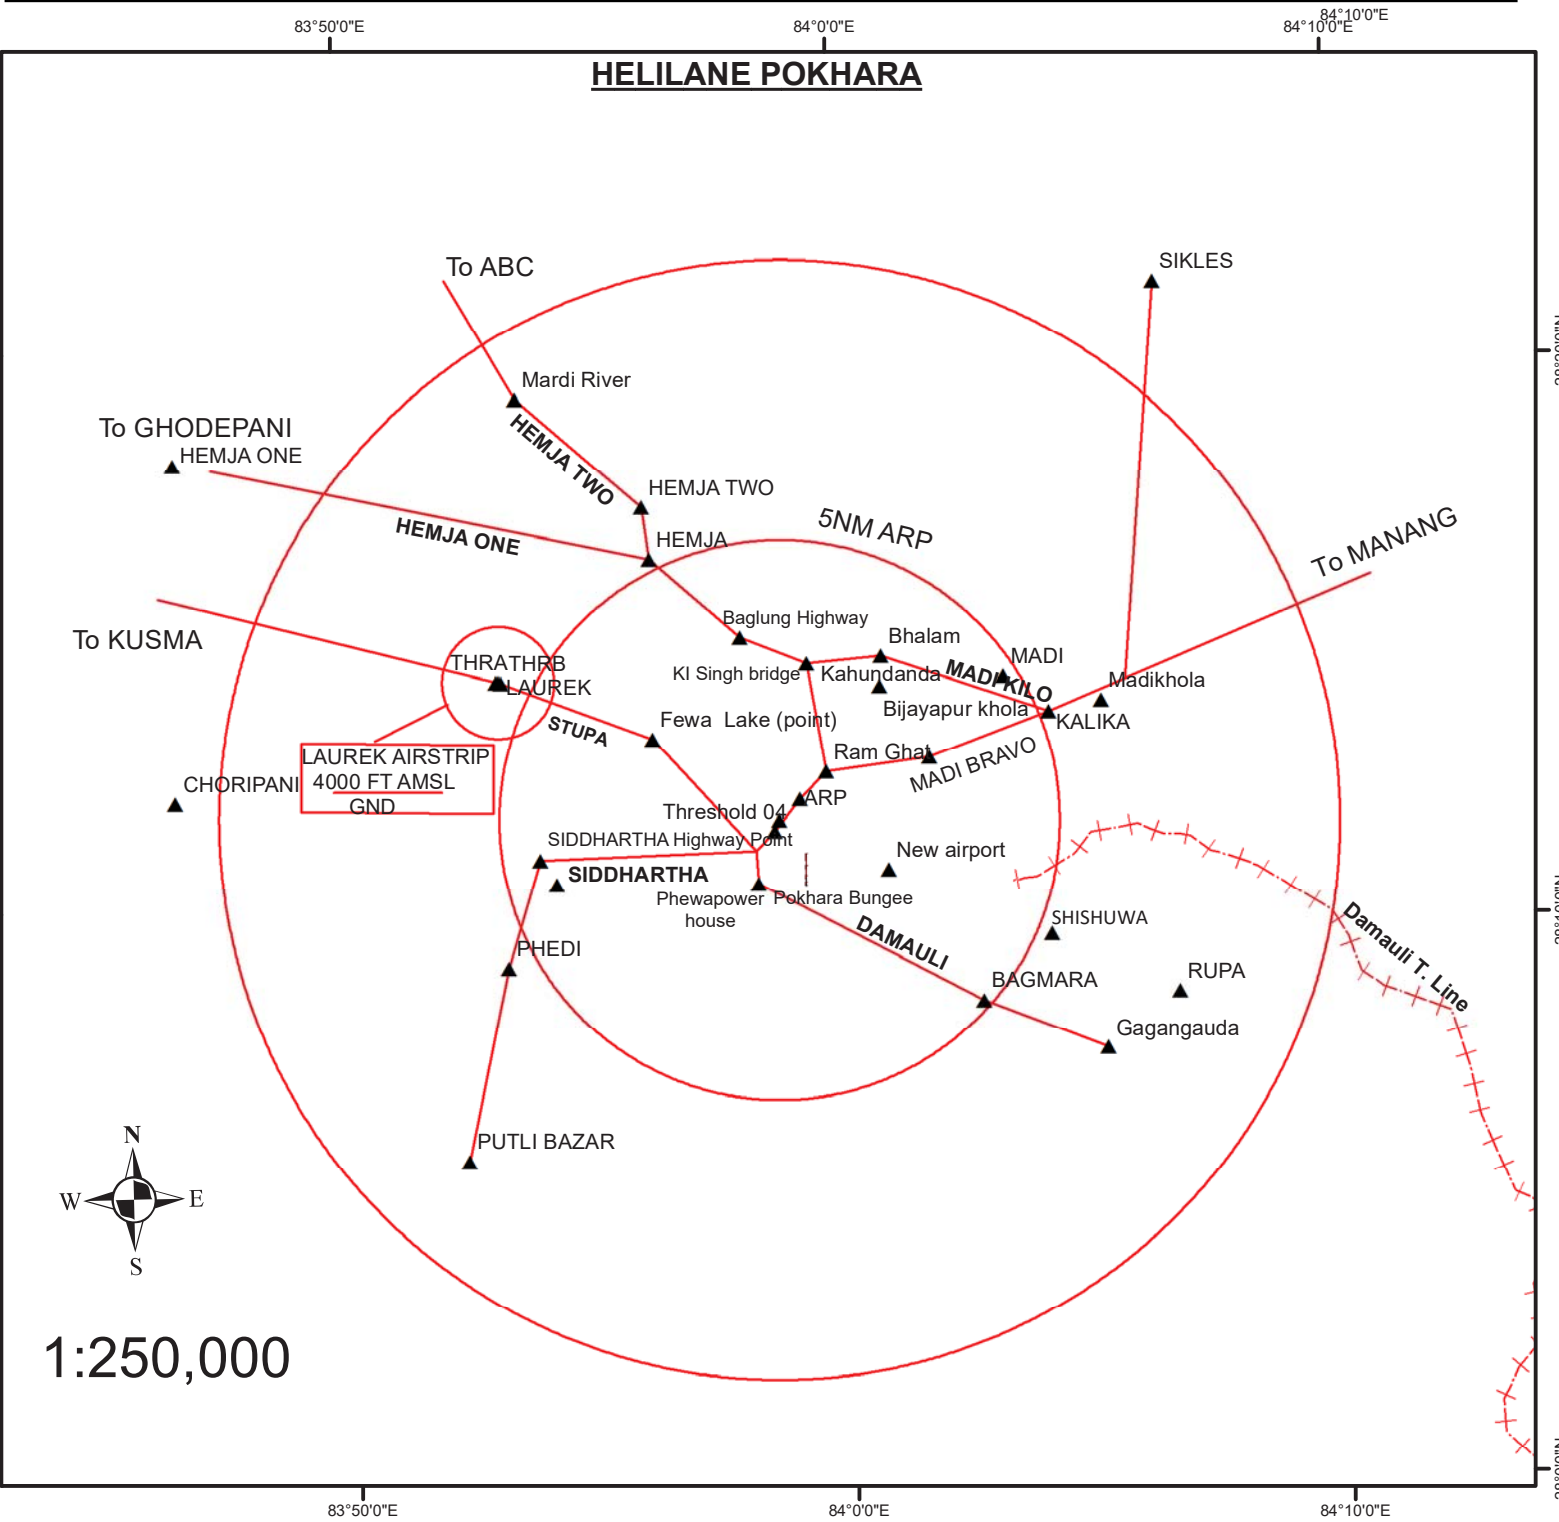 84°10'0"E
83°50'0"E
84°0'0"E
84°10'0"E
HELILANE POKHARA
SIKLES
To ABC
Mardi River
To GHODEPANI
HEMJA ONE
HEMJA TWO
HEMJA TWO
5NM ARP
To MANANG
HEMJA ONE
HEMJA
Baglung Highway
To KUSMA
Bhalam
MADI
THRATHRB
KI Singh bridge
Kahundanda
MADI KILO
Madikhola
LAUREK
Bijayapur khola
KALIKA
STUPA
Fewa Lake (point)
Ram Ghat
MADI BRAVO
LAUREK AIRSTRIP
4000 FT AMSL
GND
CHORIPANI
ARP
Threshold 04
SIDDHARTHA Highway Point
New airport
SIDDHARTHA
Phewapower
house
Pokhara Bungee
SHISHUWA
Damauli T. Line
DAMAULI
PHEDI
BAGMARA
RUPA
Gagangauda
PUTLI BAZAR
N
W
E
S
1:250,000
83°50'0"E
84°0'0"E
84°10'0"E